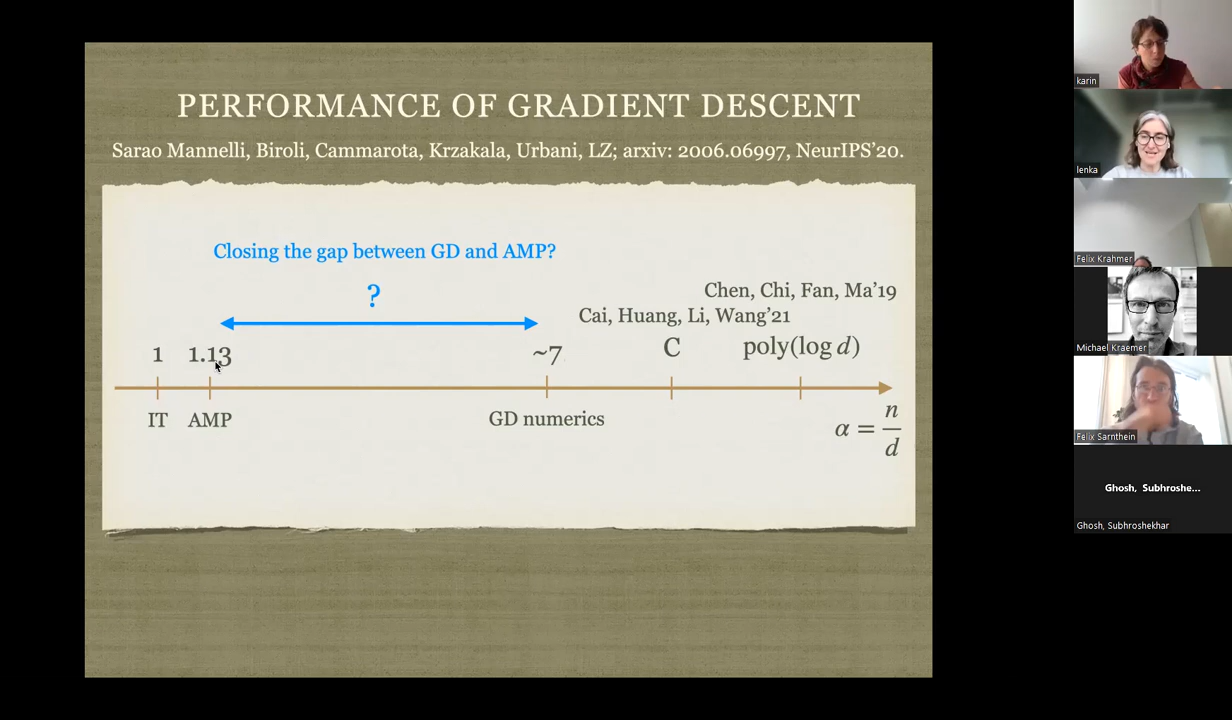 PERFORMANCE OF GRADIENT DESCENT
Sarao Mannelli, Biroli, Cammarota, Krzakala, Urbani, LZ; arxiv: 2006.06997, NeurIPS'20.
Closing the gap between GD and AMP?
?
Chen, Chi, Fan, Ma'19
Cai, Huang, Li, Wang'21
1 1.13 ~7 C poly(log d)
IT AMP GD numerics
α = n/d
karin
lenka
Felix Krahmer
Michael Kraemer
Felix Sarnthein
Ghosh, Subhroshe...
Ghosh, Subhroshekhar